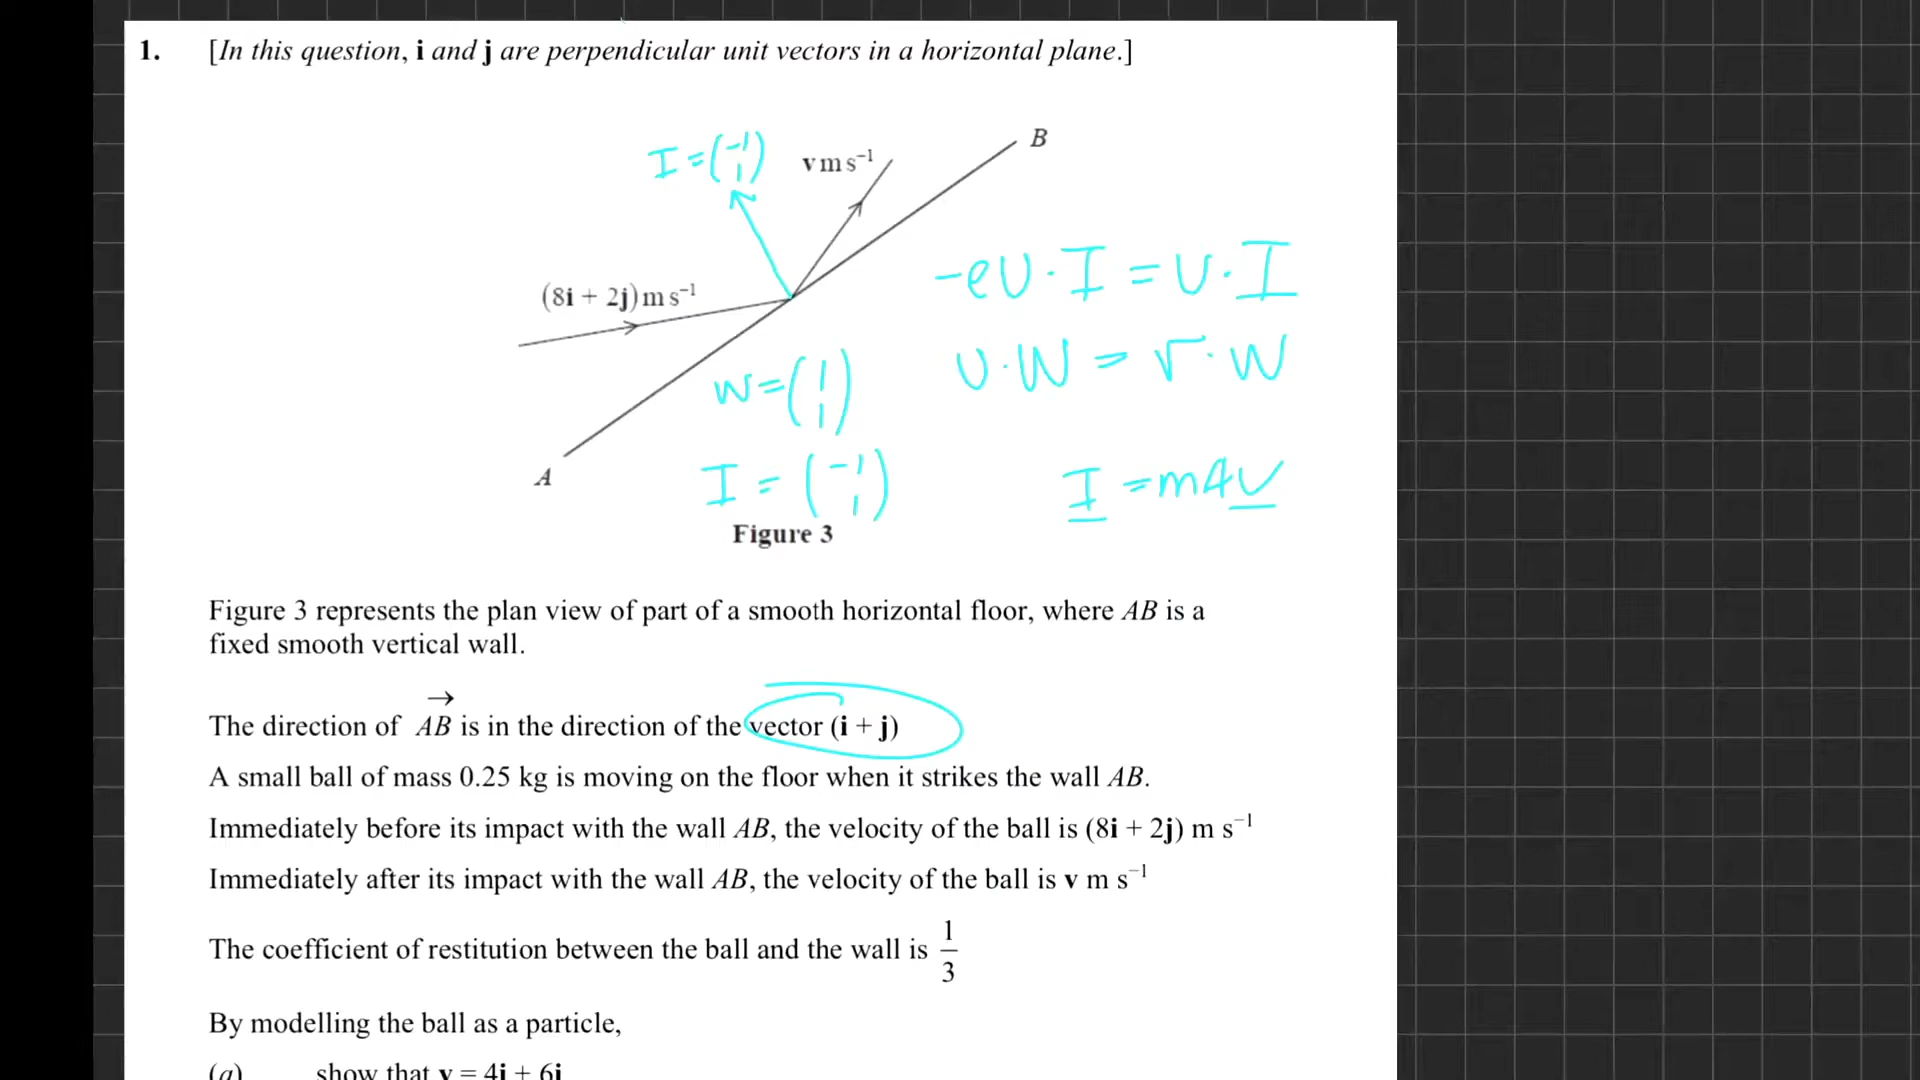 1. [In this question, i and j are perpendicular unit vectors in a horizontal plane.]
B
I = (-1 1)
v m s⁻¹
-eU · I = U · I
(8i + 2j) m s⁻¹
U · W = V · W
W = (1 1)
A
I = (-1 1)
I = mΔV
Figure 3
Figure 3 represents the plan view of part of a smooth horizontal floor, where AB is a
fixed smooth vertical wall.
The direction of →AB is in the direction of the vector (i + j)
A small ball of mass 0.25 kg is moving on the floor when it strikes the wall AB.
Immediately before its impact with the wall AB, the velocity of the ball is (8i + 2j) m s⁻¹
Immediately after its impact with the wall AB, the velocity of the ball is v m s⁻¹
The coefficient of restitution between the ball and the wall is 1/3
By modelling the ball as a particle,
(a) show that v = 4i + 6j